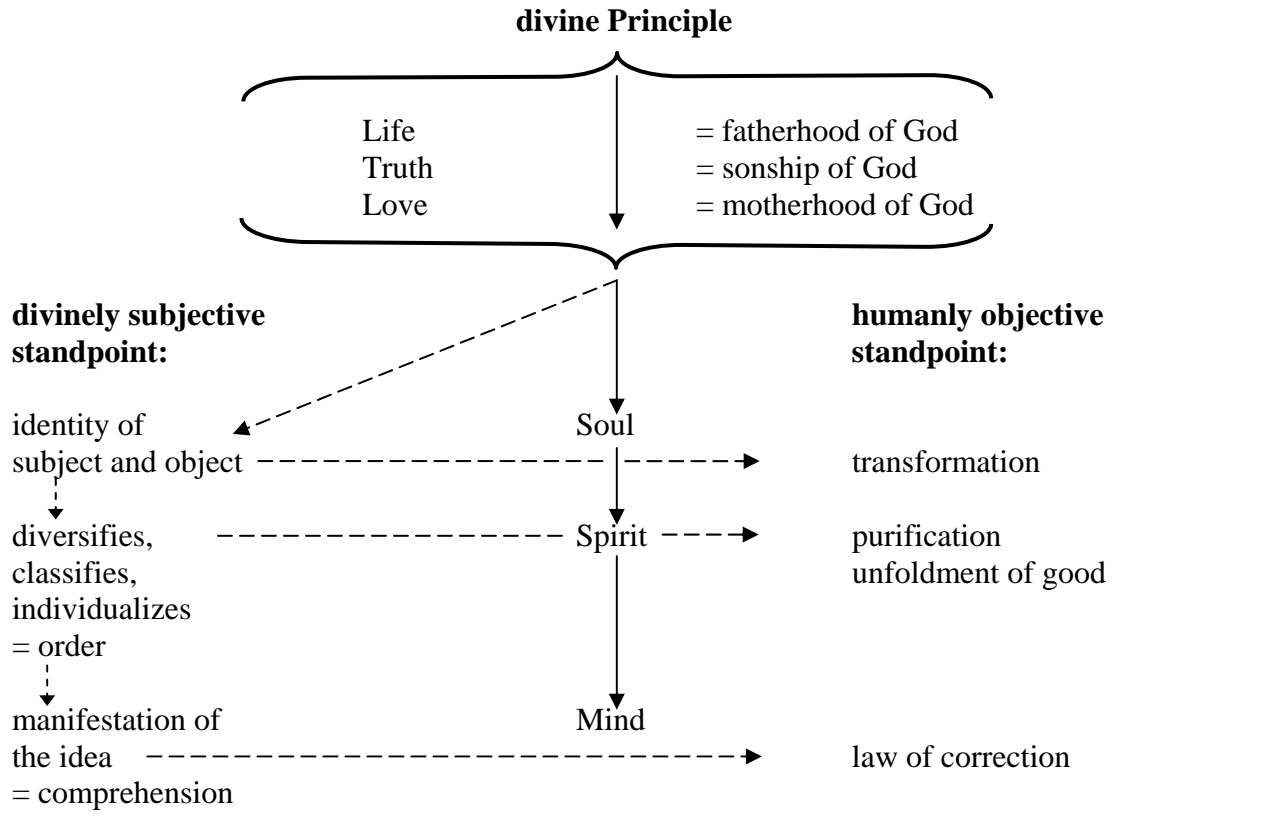 divine Principle
Life = fatherhood of God
Truth = sonship of God
Love = motherhood of God
divinely subjective
standpoint:
humanly objective
standpoint:
identity of Soul
subject and object transformation
diversifies, Spirit purification
classifies, unfoldment of good
individualizes
= order
manifestation of Mind
the idea law of correction
= comprehension